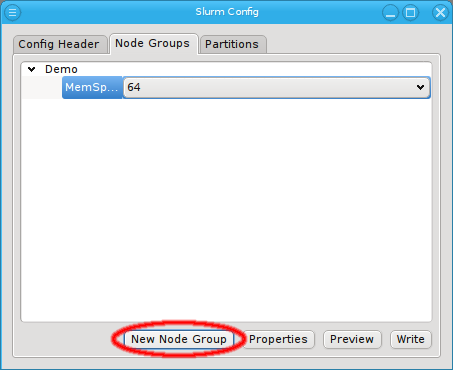 Slurm Config
Config Header Node Groups Partitions
Demo
MemSp... 64
New Node Group Properties Preview Write